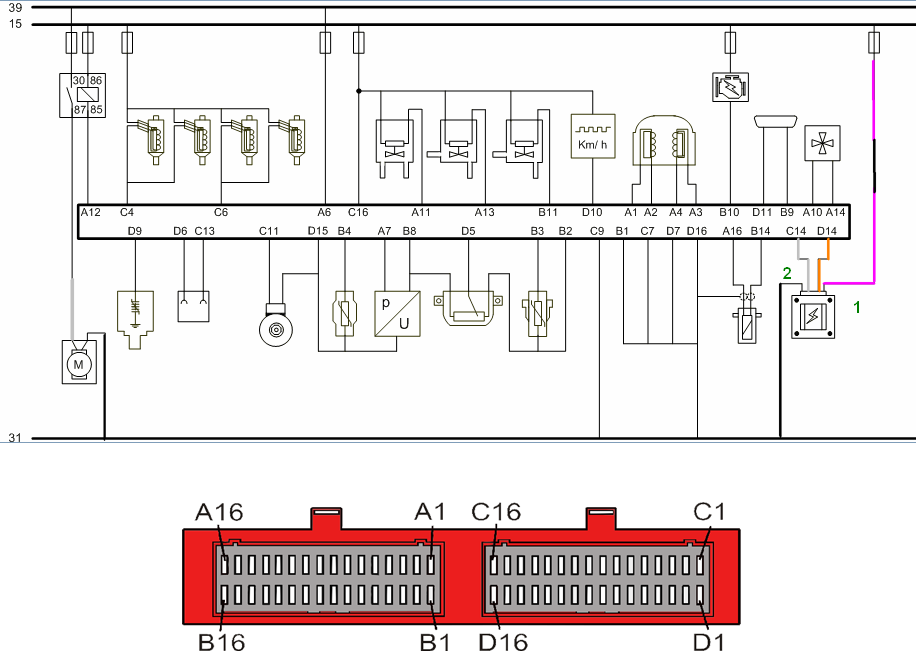 39
15
30 86
87 85
Km/ h
A12 C4 C6 A6 C16 A11 A13 B11 D10 A1 A2 A4 A3 B10 D11 B9 A10 A14
D9 D6 C13 C11 D15 B4 A7 B8 D5 B3 B2 C9 B1 C7 D7 D16 A16 B14 C14 D14
2
1
p
U
M
31
A16 A1 C16 C1
B16 B1 D16 D1